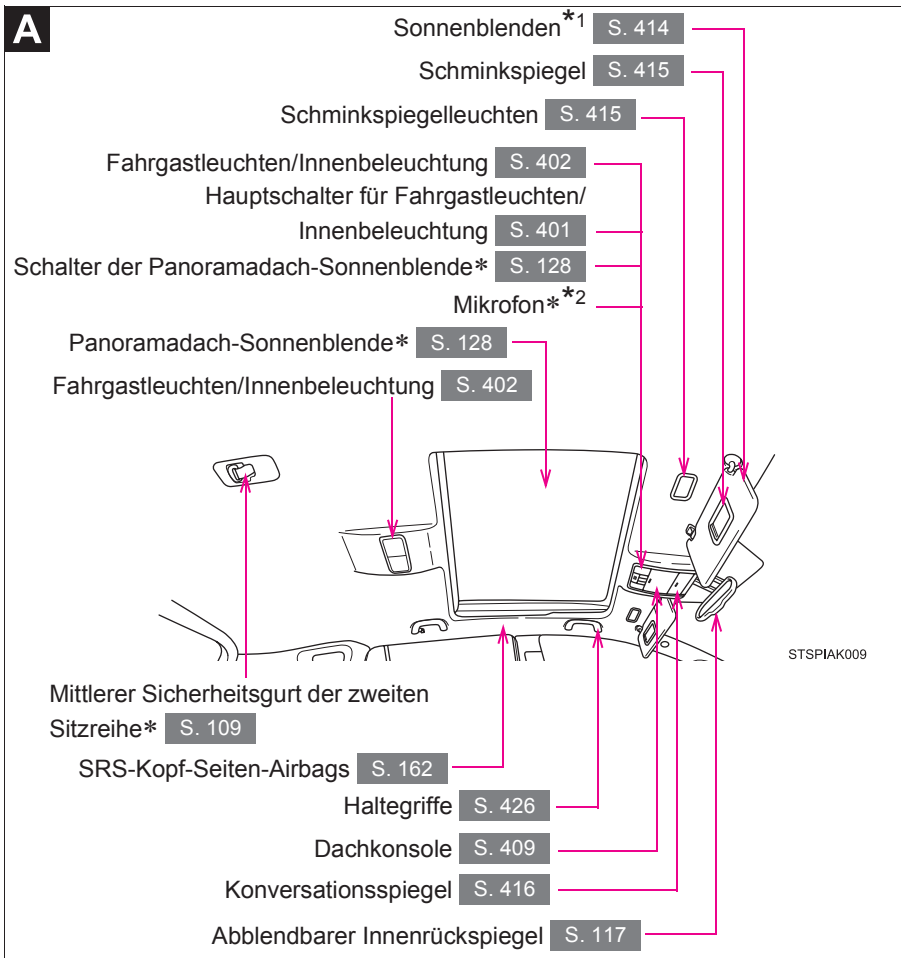 A
Sonnenblenden*1 S. 414
Schminkspiegel S. 415
Schminkspiegelleuchten S. 415
Fahrgastleuchten/Innenbeleuchtung S. 402
Hauptschalter für Fahrgastleuchten/
Innenbeleuchtung S. 401
Schalter der Panoramadach-Sonnenblende* S. 128
Mikrofon**2
Panoramadach-Sonnenblende* S. 128
Fahrgastleuchten/Innenbeleuchtung S. 402
STSPIAK009
Mittlerer Sicherheitsgurt der zweiten
Sitzreihe* S. 109
SRS-Kopf-Seiten-Airbags S. 162
Haltegriffe S. 426
Dachkonsole S. 409
Konversationsspiegel S. 416
Abblendbarer Innenrückspiegel S. 117